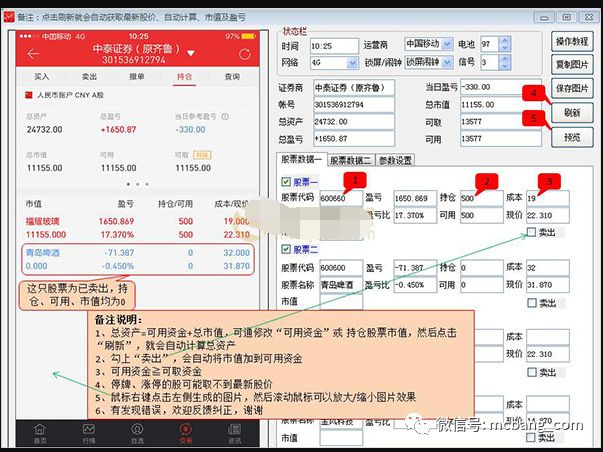 备注：点击刷新就会自动获取最新股价、自动计算、市值及盈亏
中国移动 4G 10:25 97%
中泰证券（原齐鲁）
301536912794
买入 卖出 撤单 持仓 查询
人民币账户 CNY A股
总资产 总盈亏 当日参考盈亏
24732.00 +1650.87 -330.00
总市值 可用 可取 转账
11155.00 13577.00 13577.00
市值 盈亏 持仓/可用 成本/现价
福耀玻璃 1650.869 500 19.000
11155.000 17.370% 500 22.310
青岛啤酒 -71.387 0 32.000
0.000 -0.450% 0 31.870
这只股票为已卖出，持
仓、可用、市值均为0
备注说明：
1、总资产=可用资金+总市值，可通修改“可用资金”或 持仓股票市值，然后点击
“刷新”，就会自动计算总资产
2、勾上“卖出”，会自动将市值加到可用资金
3、可用资金≧可取资金
4、停牌、涨停的股可能取不到最新股价
5、鼠标右键点击左侧生成的图片，然后滚动鼠标可以放大/缩小图片效果
6、有发现错误，欢迎反馈纠正，谢谢
首页 行情 自选 交易 资讯
状态栏
时间 10:25 运营商 中国移动 电池 97
网络 4G 锁屏/闹钟 锁屏/闹钟 信号 3
操作教程
复制图片
保存图片
4 刷新
5 预览
证券商 中泰证券（原齐鲁） 当日盈亏 -330.00
帐号 301536912794 总市值 11155.00
总资产 24732.00 可取 13577
总盈亏 +1650.87 可用 13577
股票数据一 股票数据二 参数设置
股票一 1 2 3
股票代码 600660 盈亏 1650.869 持仓 500 成本 19
盈亏比 17.370% 可用 500 现价 22.310
卖出
股票二
股票代码 600600 盈亏 -71.387 持仓 0 成本 32
股票名称 青岛啤酒 盈亏比 -0.450% 可用 0 现价 31.870
市值 卖出
现价 22.310
卖出
股票名称 金风科技 14.870
市值 卖出
微信号: mcbang_com